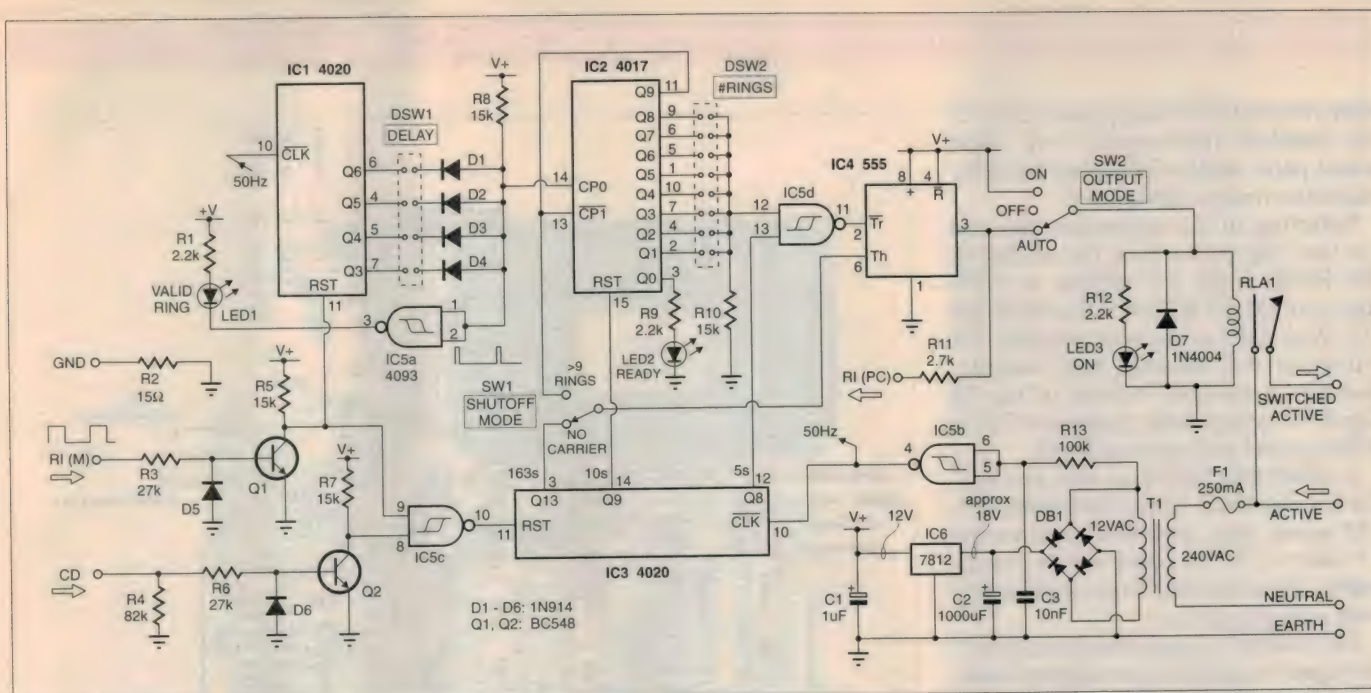 IC1 4020
DSW1
DELAY
10
CLK
50Hz
Q6
6
Q5
4
Q4
5
Q3
7
RST
11
D1
D2
D3
D4
V+
R8
15k
+V
R1
2.2k
VALID
RING
LED1
3
1
2
IC5a
4093
IC2 4017
14
CP0
13
CP1
Q9
11
Q8
9
Q7
6
Q6
5
Q5
1
Q4
10
Q3
7
Q2
4
Q1
2
Q0
3
RST
15
DSW2
#RINGS
R9
2.2k
LED2
READY
R10
15k
12
13
IC5d
11
IC4 555
V+
8
+
4
R
Tr
2
Th
6
3
1
ON
OFF
AUTO
SW2
OUTPUT
MODE
R12
2.2k
LED3
ON
D7
1N4004
RLA1
SWITCHED
ACTIVE
R11
2.7k
RI (PC)
GND
R2
15Ω
V+
R5
15k
RI (M)
R3
27k
D5
Q1
V+
R7
15k
CD
R4
82k
R6
27k
D6
Q2
9
8
IC5c
10
>9
RINGS
SW1
SHUTOFF
MODE
NO
CARRIER
163s
3
Q13
10s
14
Q9
5s
12
Q8
RST
11
CLK
10
IC3 4020
D1 - D6: 1N914
Q1, Q2: BC548
50Hz
4
IC5b
6
5
R13
100k
V+
12V
IC6
7812
approx
18V
C1
1uF
C2
1000uF
C3
10nF
DB1
12VAC
T1
240VAC
F1
250mA
ACTIVE
NEUTRAL
EARTH